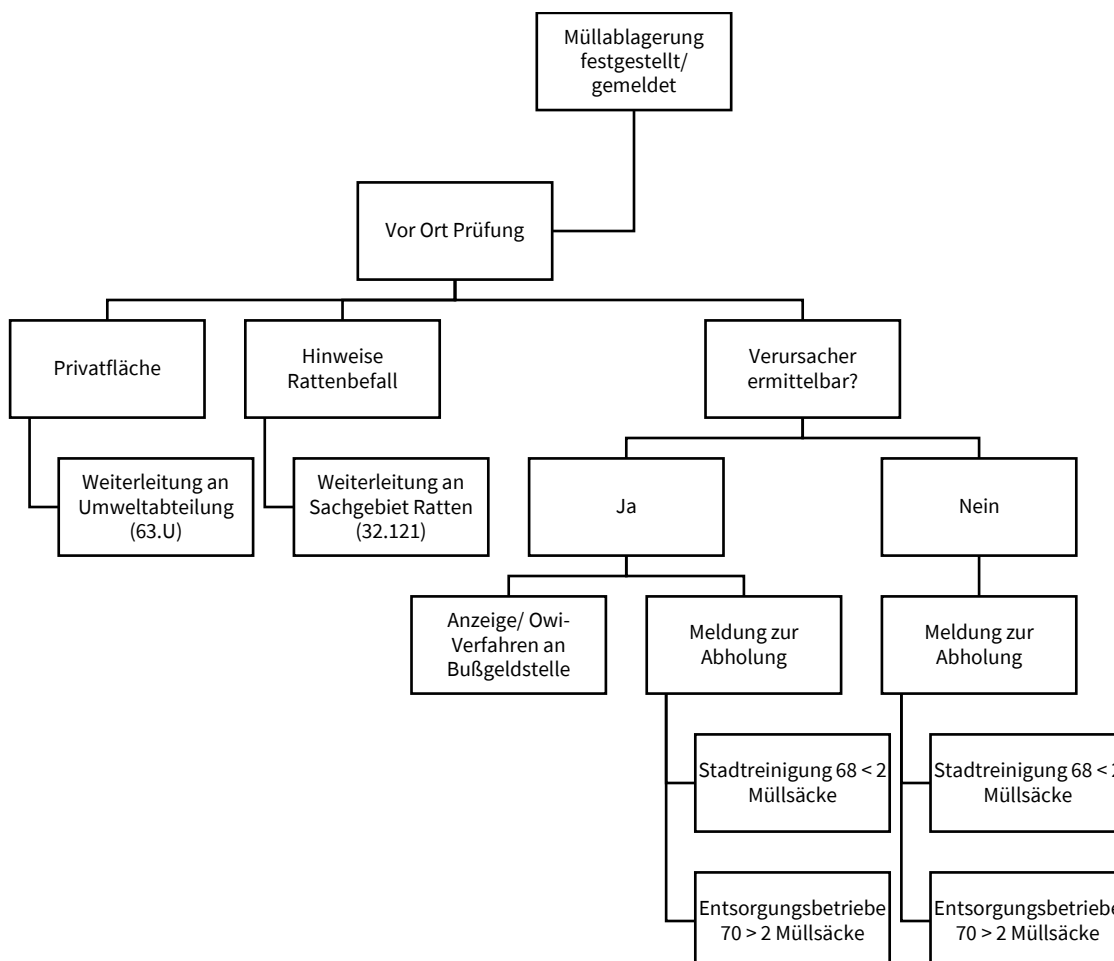 Müllablagerung
festgestellt/
gemeldet
Vor Ort Prüfung
Privatfläche
Hinweise
Rattenbefall
Verursacher
ermittelbar?
Weiterleitung an
Umweltabteilung
(63.U)
Weiterleitung an
Sachgebiet Ratten
(32.121)
Ja
Nein
Anzeige/ Owi-
Verfahren an
Bußgeldstelle
Meldung zur
Abholung
Meldung zur
Abholung
Stadtreinigung 68 < 2
Müllsäcke
Stadtreinigung 68 < 2
Müllsäcke
Entsorgungsbetriebe
70 > 2 Müllsäcke
Entsorgungsbetriebe
70 > 2 Müllsäcke